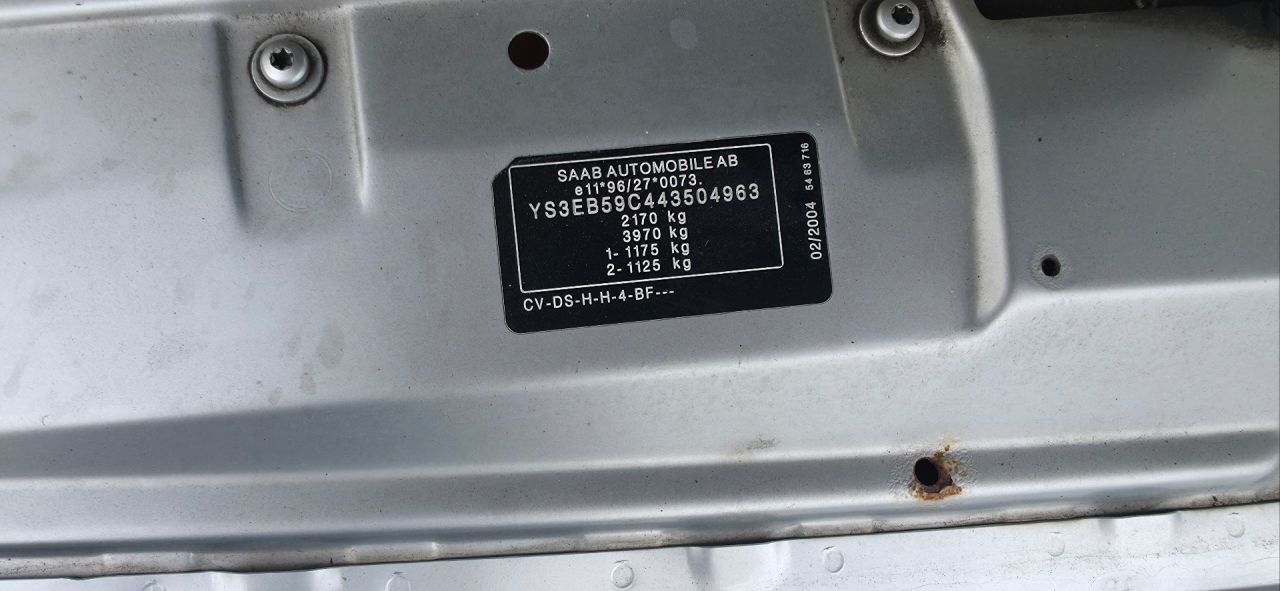 SAAB AUTOMOBILE AB
e11*96/27*0073.
YS3EB59C443504963
2170 kg
3970 kg
1- 1175 kg
2- 1125 kg
CV-DS-H-H-4-BF---
02/2004 5463716